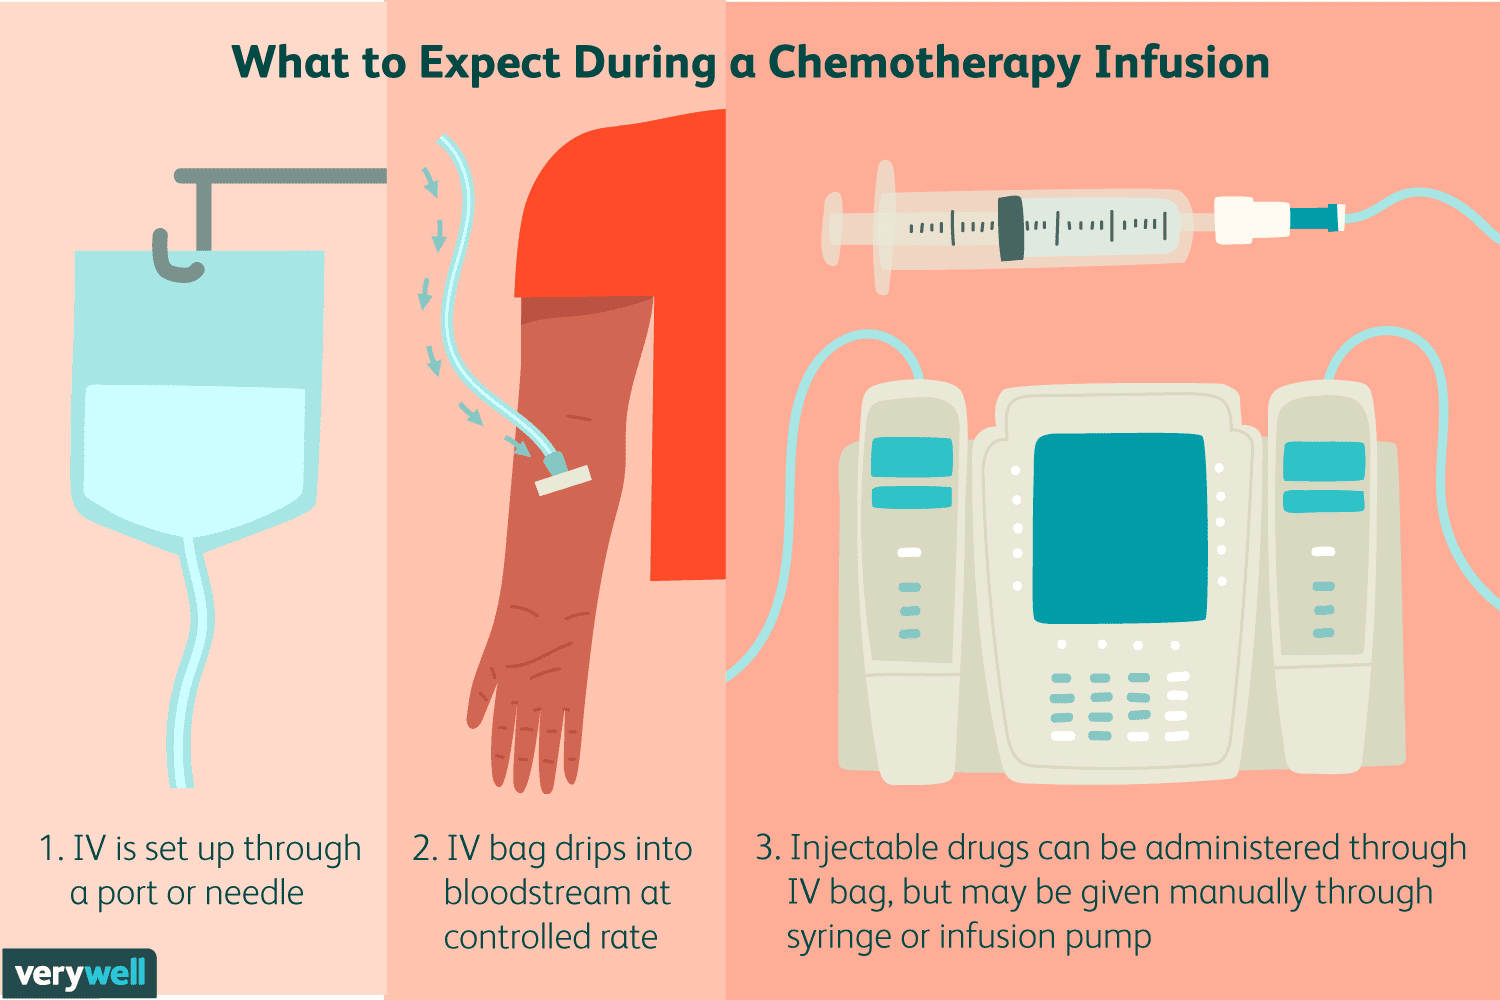 What to Expect During a Chemotherapy Infusion
1. IV is set up through
a port or needle
2. IV bag drips into
bloodstream at
controlled rate
3. Injectable drugs can be administered through
IV bag, but may be given manually through
syringe or infusion pump
verywell